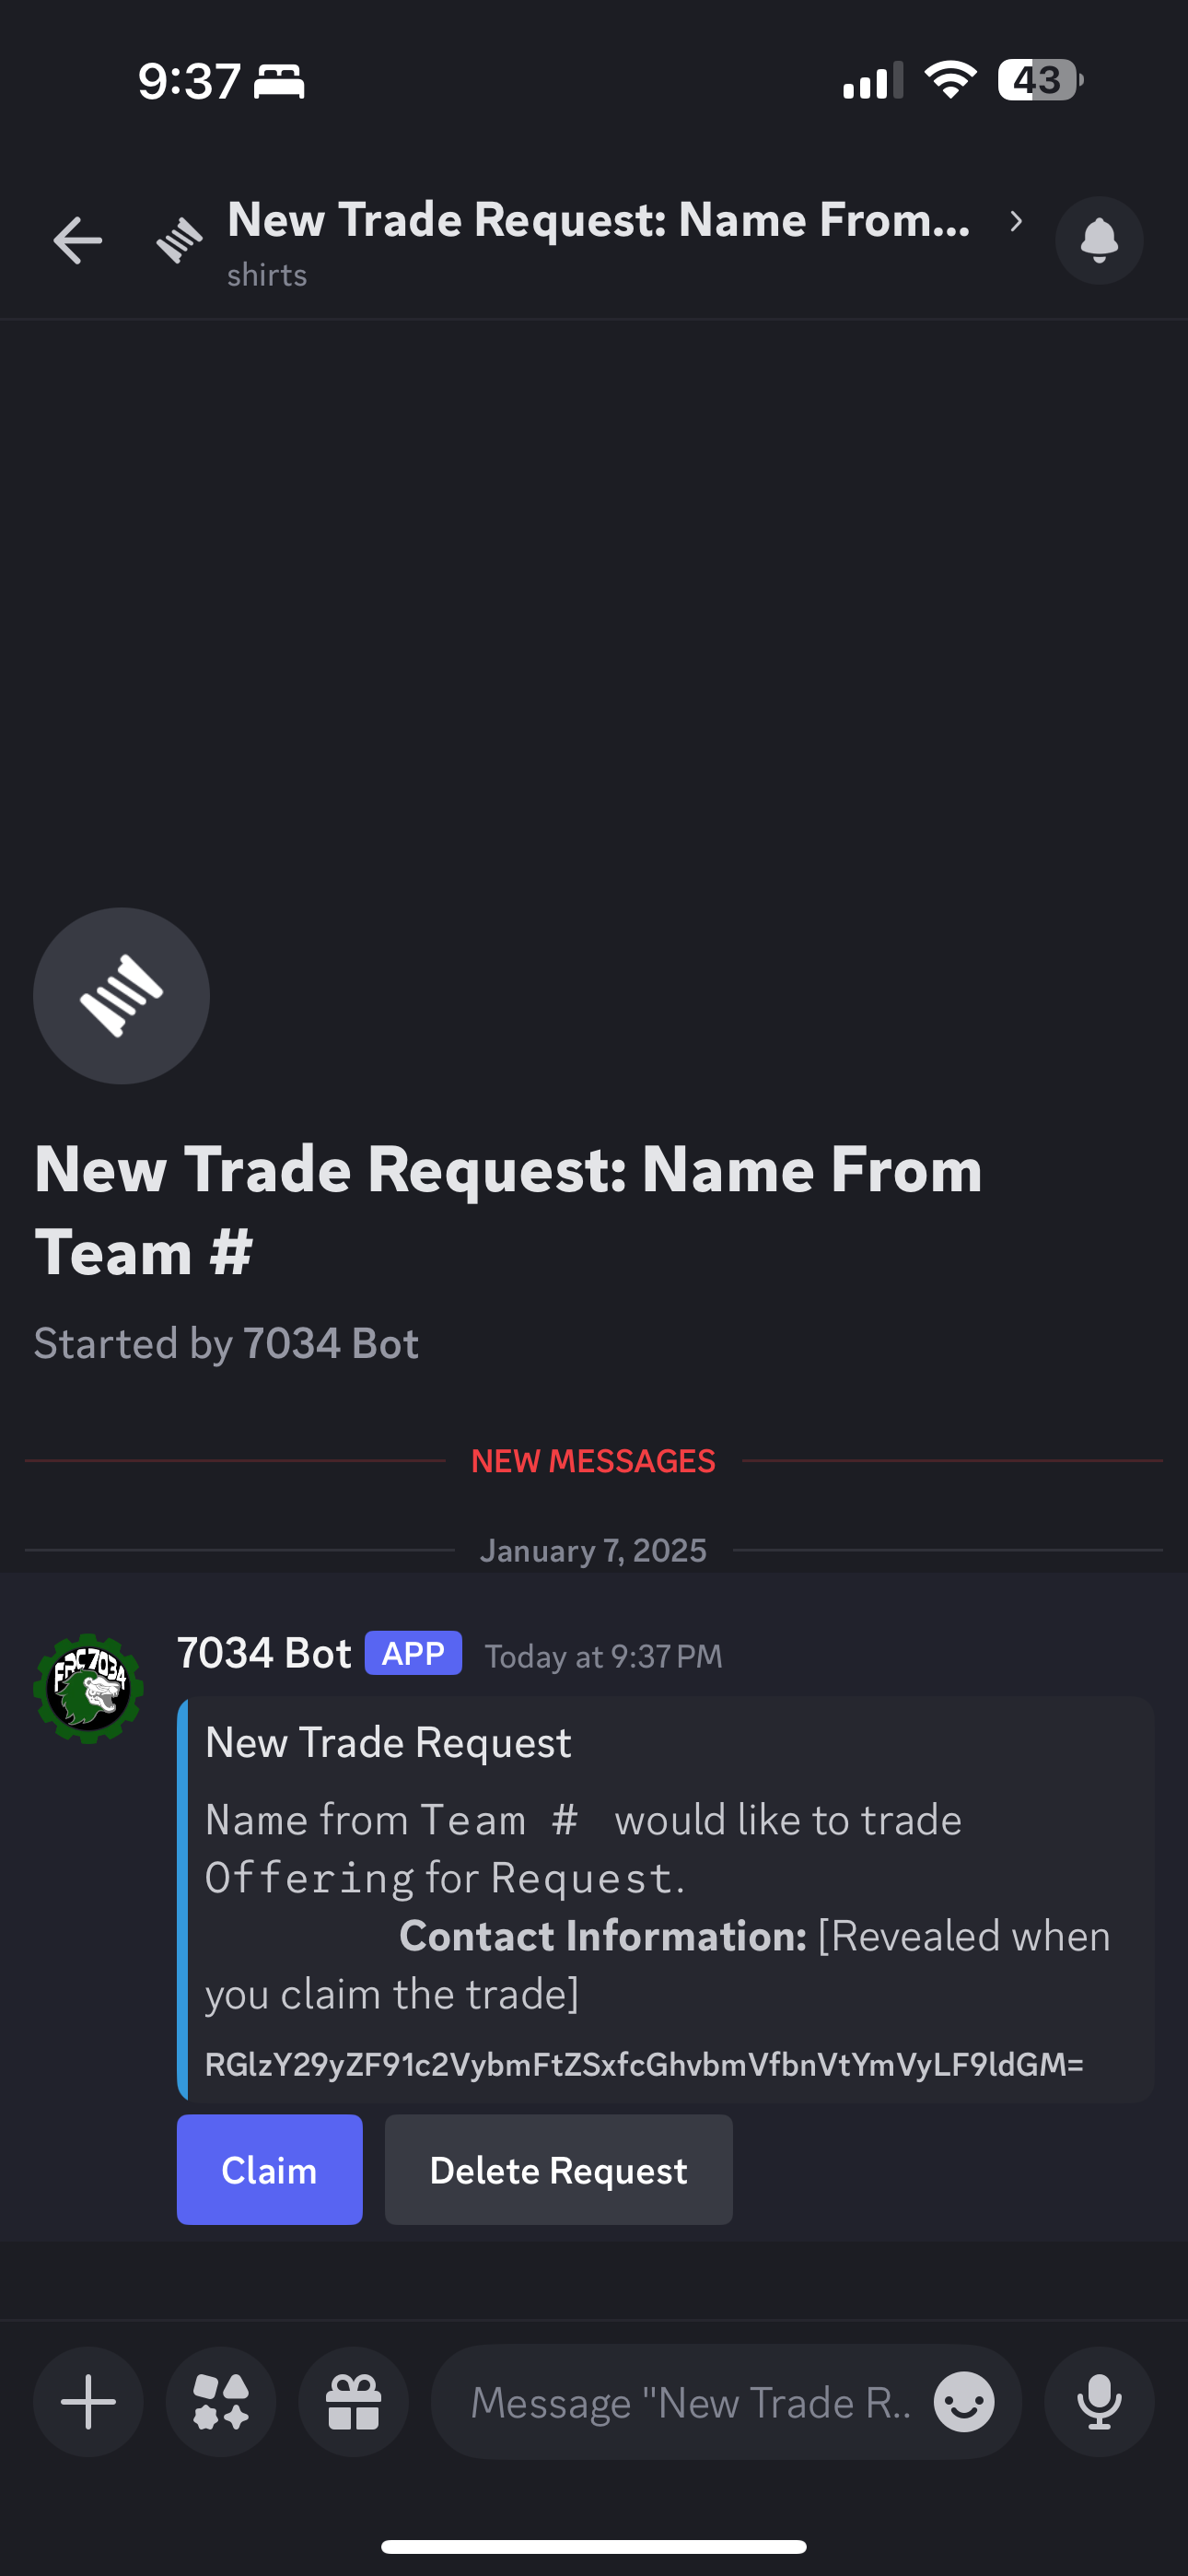 9:37
43
New Trade Request: Name From...
shirts
New Trade Request: Name From
Team #
Started by 7034 Bot
NEW MESSAGES
January 7, 2025
FRC 7034
7034 Bot APP Today at 9:37 PM
New Trade Request
Name from Team # would like to trade
Offering for Request.
Contact Information: [Revealed when
you claim the trade]
RGlzY29yZF91c2VybmFtZSxfcGhvbmVfbnVtYmVyLF9ldGM=
Claim
Delete Request
Message "New Trade R..